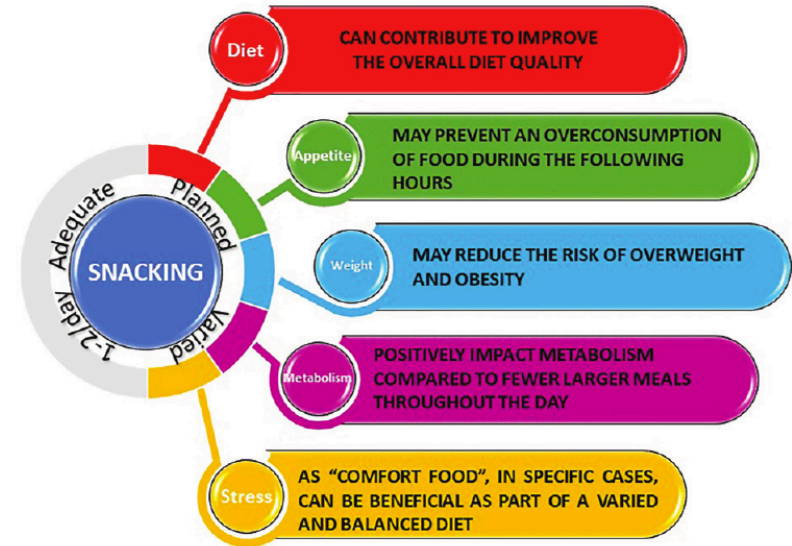 Diet
CAN CONTRIBUTE TO IMPROVE
THE OVERALL DIET QUALITY
Appetite
MAY PREVENT AN OVERCONSUMPTION
OF FOOD DURING THE FOLLOWING
HOURS
Adequate
Planned
SNACKING
1-2/day
Varied
Weight
MAY REDUCE THE RISK OF OVERWEIGHT
AND OBESITY
Metabolism
POSITIVELY IMPACT METABOLISM
COMPARED TO FEWER LARGER MEALS
THROUGHOUT THE DAY
Stress
AS “COMFORT FOOD”, IN SPECIFIC CASES,
CAN BE BENEFICIAL AS PART OF A VARIED
AND BALANCED DIET